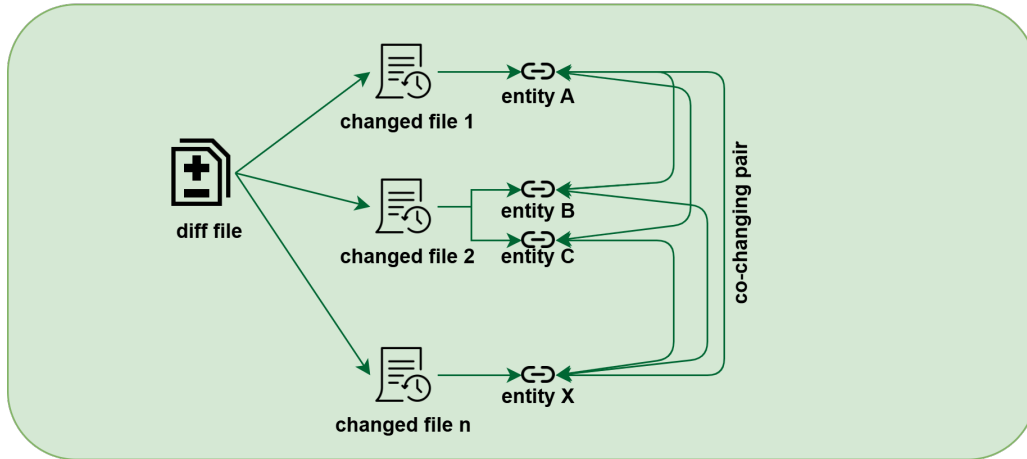 entity A
changed file 1
co-changing pair
entity B
diff file
changed file 2
entity C
entity X
changed file n